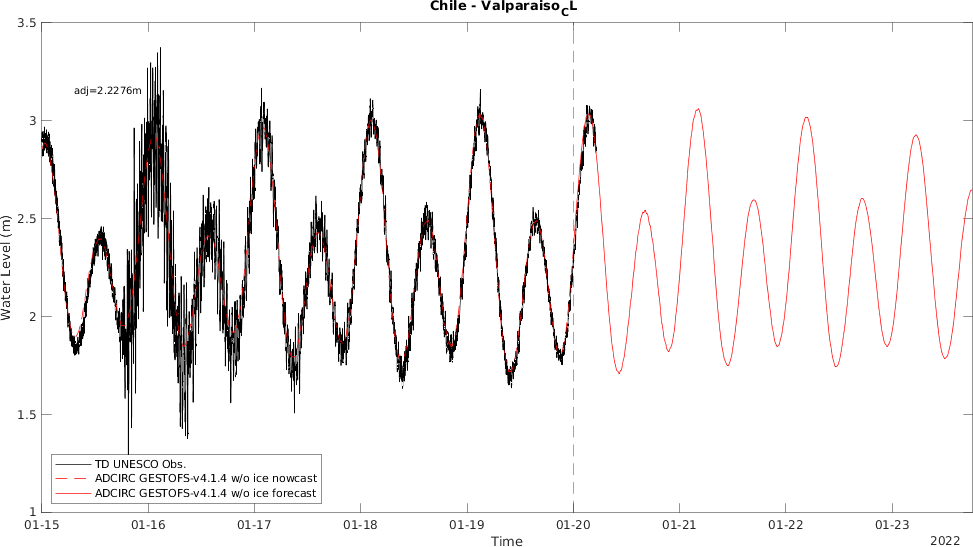 Chile - ValparaisoCL
3.5
adj=2.2276m
3
2.5
Water Level (m)
2
1.5
TD UNESCO Obs.
ADCIRC GESTOFS-v4.1.4 w/o ice nowcast
ADCIRC GESTOFS-v4.1.4 w/o ice forecast
1
01-15 01-16 01-17 01-18 01-19 01-20 01-21 01-22 01-23
Time
2022